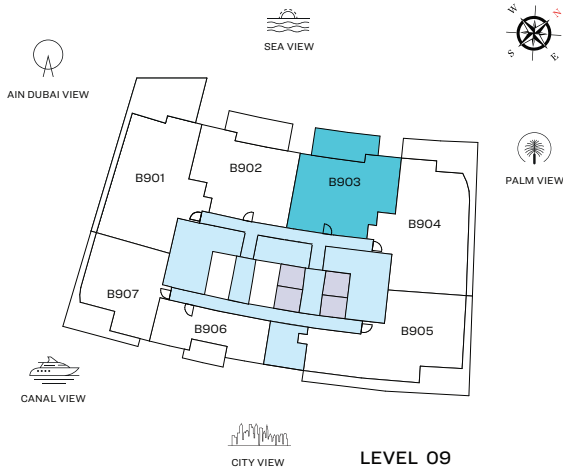 SEA VIEW
W
N
S
E
AIN DUBAI VIEW
PALM VIEW
B901
B902
B903
B904
B907
B906
B905
CANAL VIEW
CITY VIEW
LEVEL 09